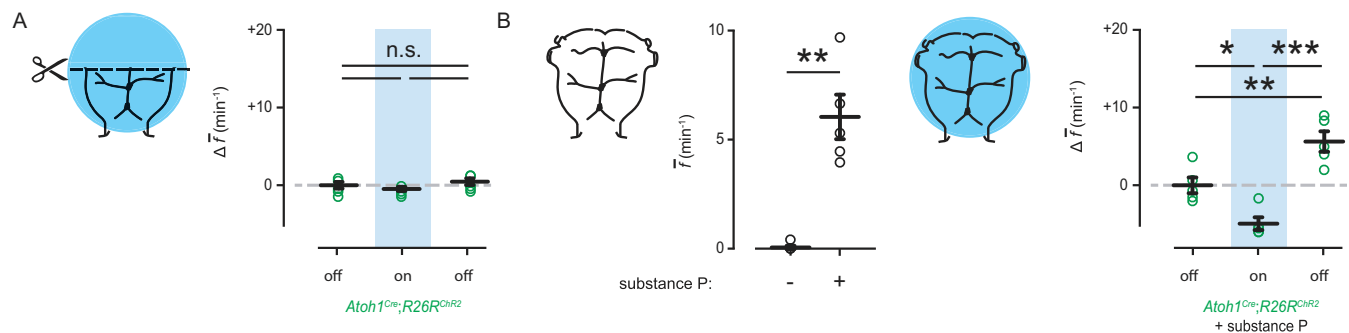 A
+20
+10
0
Δ f̅ (min⁻¹)
n.s.
off
on
off
Atoh1ᶜʳᵉ;R26Rᶜʰᴿ²
B
10
5
0
f̅ (min⁻¹)
**
substance P:
-
+
+20
+10
0
Δ f̅ (min⁻¹)
*
***
**
off
on
off
Atoh1ᶜʳᵉ;R26Rᶜʰᴿ²
+ substance P